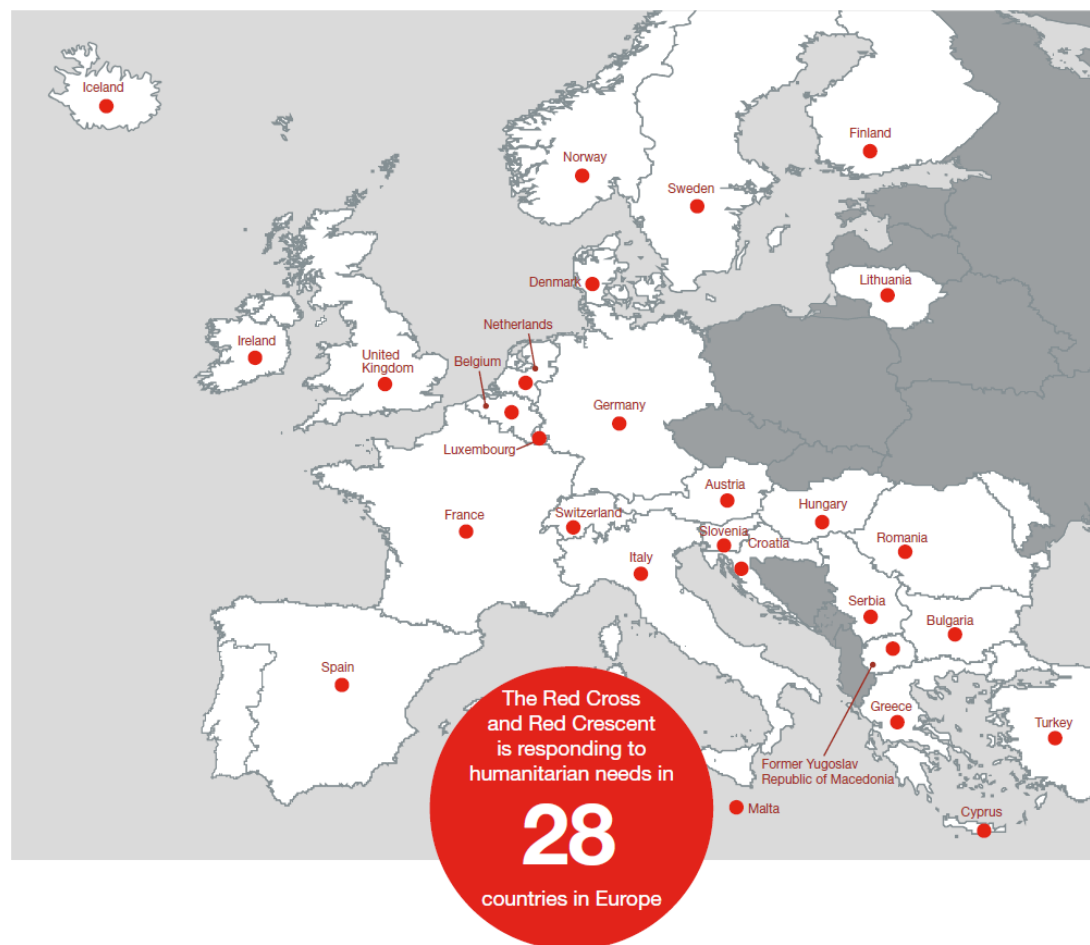 Iceland
Finland
Norway
Sweden
Denmark
Lithuania
Netherlands
Ireland
United
Kingdom
Belgium
Germany
Luxembourg
Austria
Hungary
France
Switzerland
Slovenia
Croatia
Romania
Italy
Serbia
Bulgaria
Spain
Greece
Turkey
Former Yugoslav
Republic of Macedonia
Malta
Cyprus
The Red Cross
and Red Crescent
is responding to
humanitarian needs in
28
countries in Europe